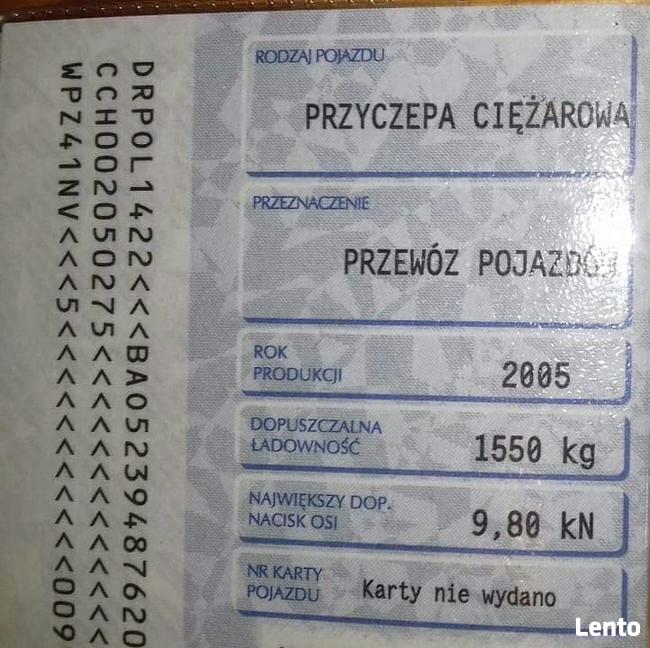 DRPOL1422<<<BA05239487620
CCH002050275<<<<<<<<<<<<<
WPZ41NV<<<5<<<<<<<<<<<009
RODZAJ POJAZDU
PRZYCZEPA CIĘŻAROWA
PRZEZNACZENIE
PRZEWÓZ POJAZDÓW
ROK
PRODUKCJI
2005
DOPUSZCZALNA
ŁADOWNOŚĆ
1550 kg
NAJWIĘKSZY DOP.
NACISK OSI
9,80 kN
NR KARTY
POJAZDU
Karty nie wydano
Lento